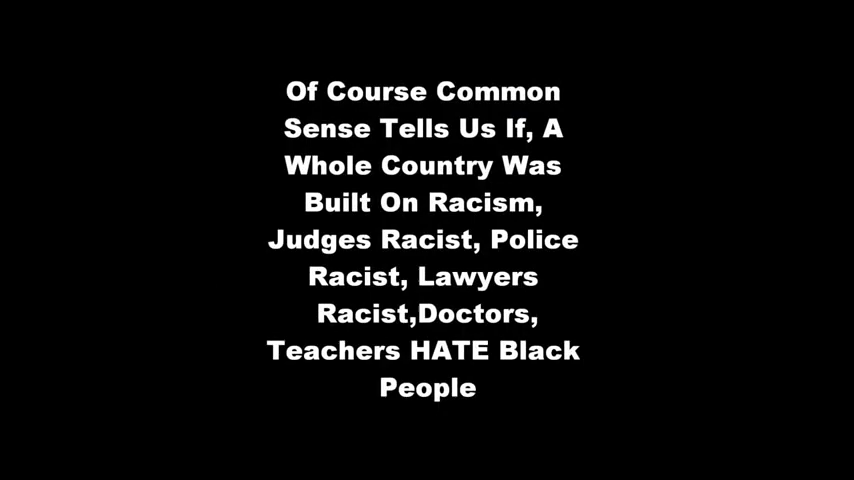 Of Course Common
Sense Tells Us If, A
Whole Country Was
Built On Racism,
Judges Racist, Police
Racist, Lawyers
Racist,Doctors,
Teachers HATE Black
People